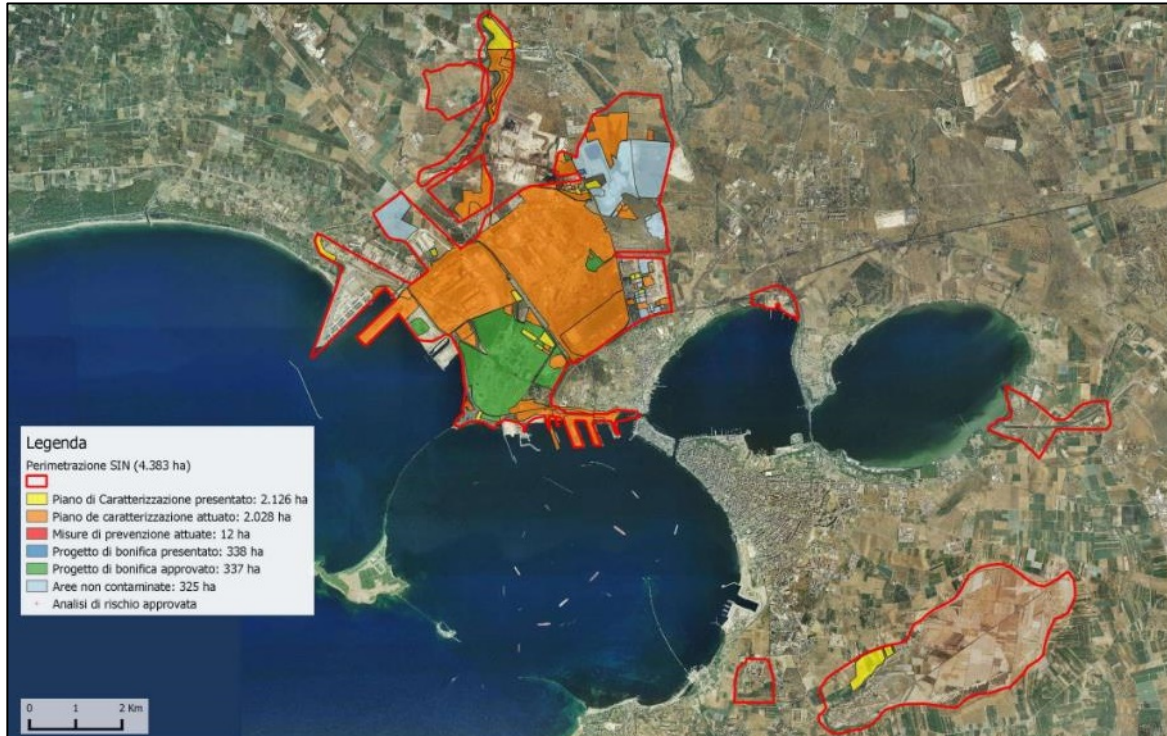 Legenda
Perimetrazione SIN (4.383 ha)
Piano di Caratterizzazione presentato: 2.126 ha
Piano de caratterizzazione attuato: 2.028 ha
Misure di prevenzione attuate: 12 ha
Progetto di bonifica presentato: 338 ha
Progetto di bonifica approvato: 337 ha
Aree non contaminate: 325 ha
Analisi di rischio approvata
0 1 2 Km